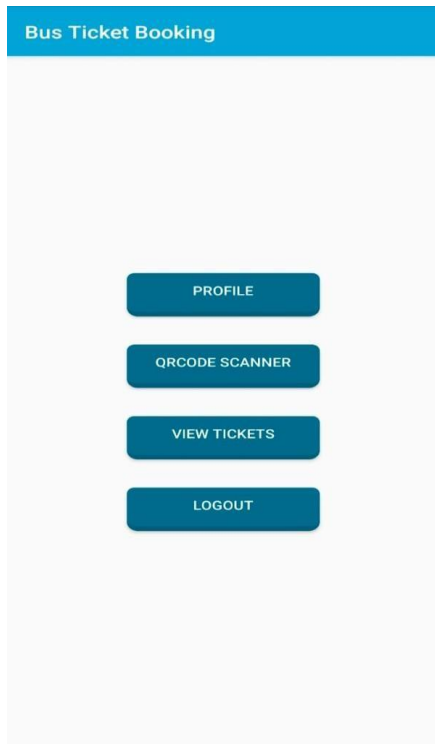 Bus Ticket Booking
PROFILE
QRCODE SCANNER
VIEW TICKETS
LOGOUT